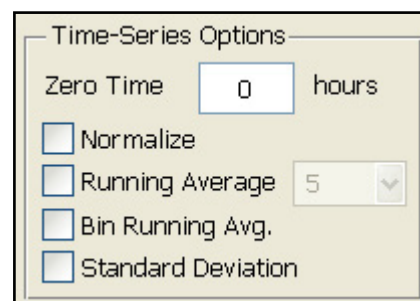 Time-Series Options
Zero Time 0 hours
Normalize
Running Average 5
Bin Running Avg.
Standard Deviation